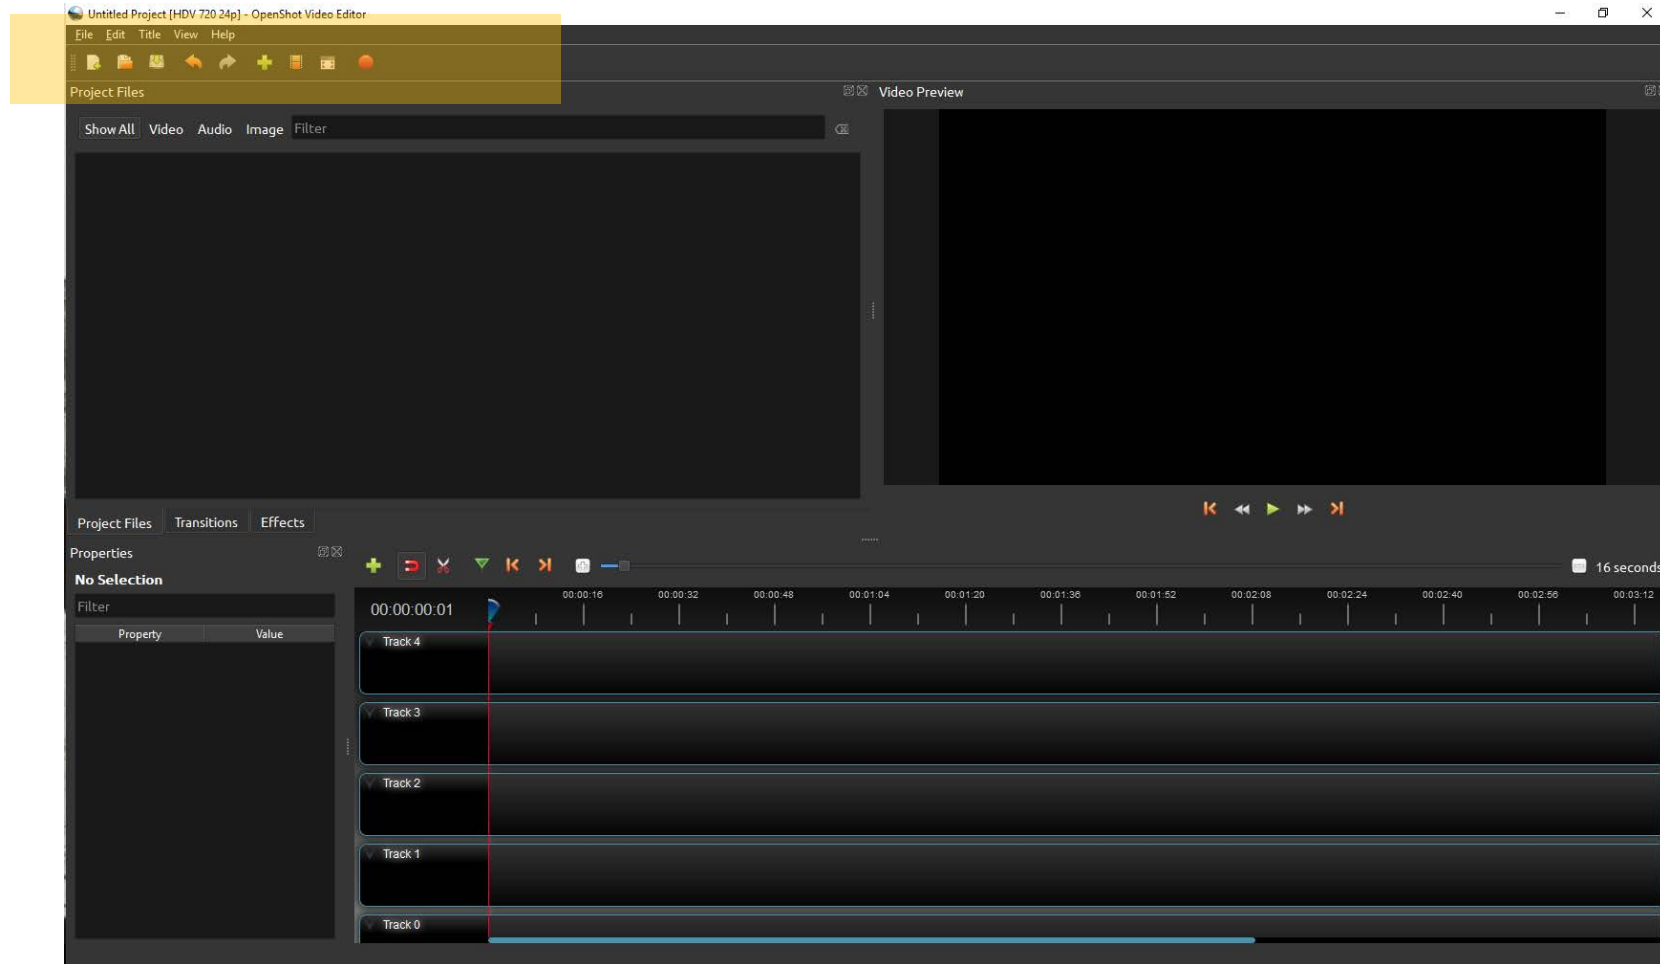 Untitled Project [HDV 720 24p] - OpenShot Video Editor
File Edit Title View Help
Project Files
Video Preview
Show All Video Audio Image Filter
Project Files Transitions Effects
Properties
No Selection
16 seconds
Filter
00:00:00:01
00:00:16 00:00:32 00:00:48 00:01:04 00:01:20 00:01:36 00:01:52 00:02:08 00:02:24 00:02:40 00:02:56 00:03:12
Property Value
Track 4
Track 3
Track 2
Track 1
Track 0